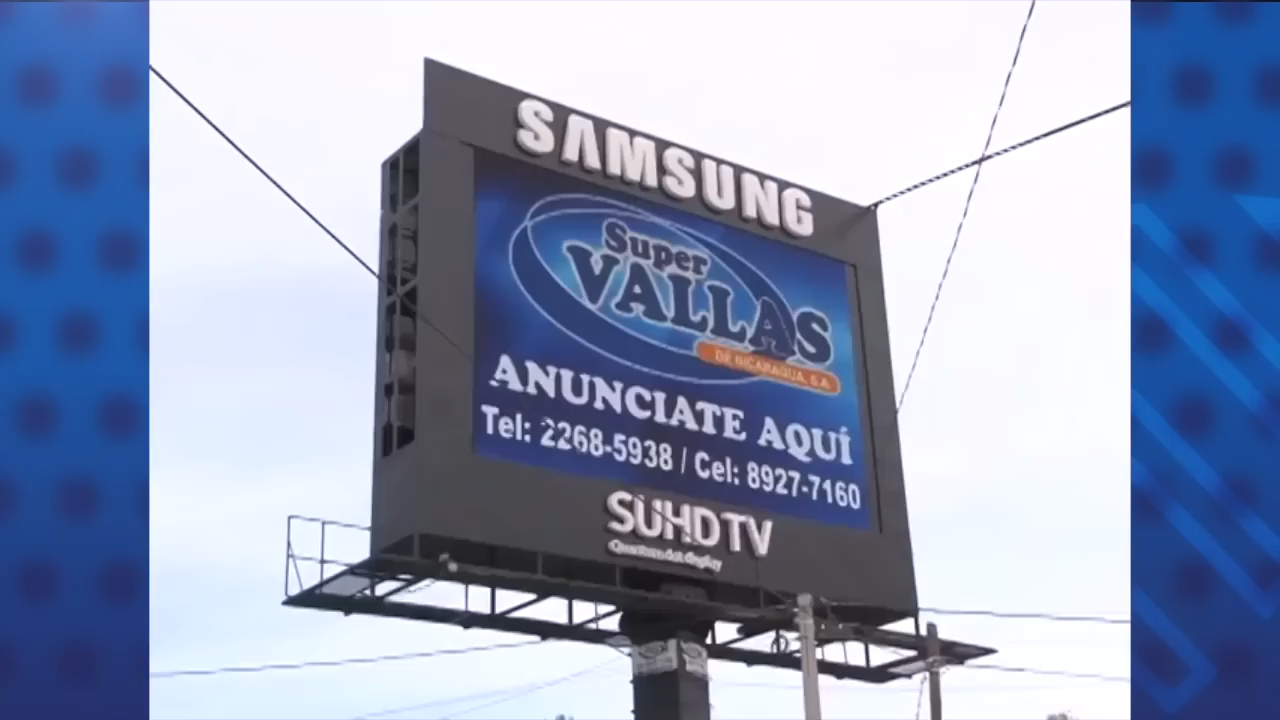 SAMSUNG
Super
VALLAS
DE NICARAGUA, S.A.
ANUNCIATE AQUÍ
Tel: 2268-5938 / Cel: 8927-7160
SUHD TV
Quantum dot display